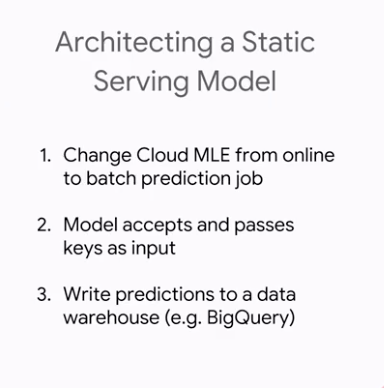 Architecting a Static
Serving Model
1. Change Cloud MLE from online
to batch prediction job
2. Model accepts and passes
keys as input
3. Write predictions to a data
warehouse (e.g. BigQuery)